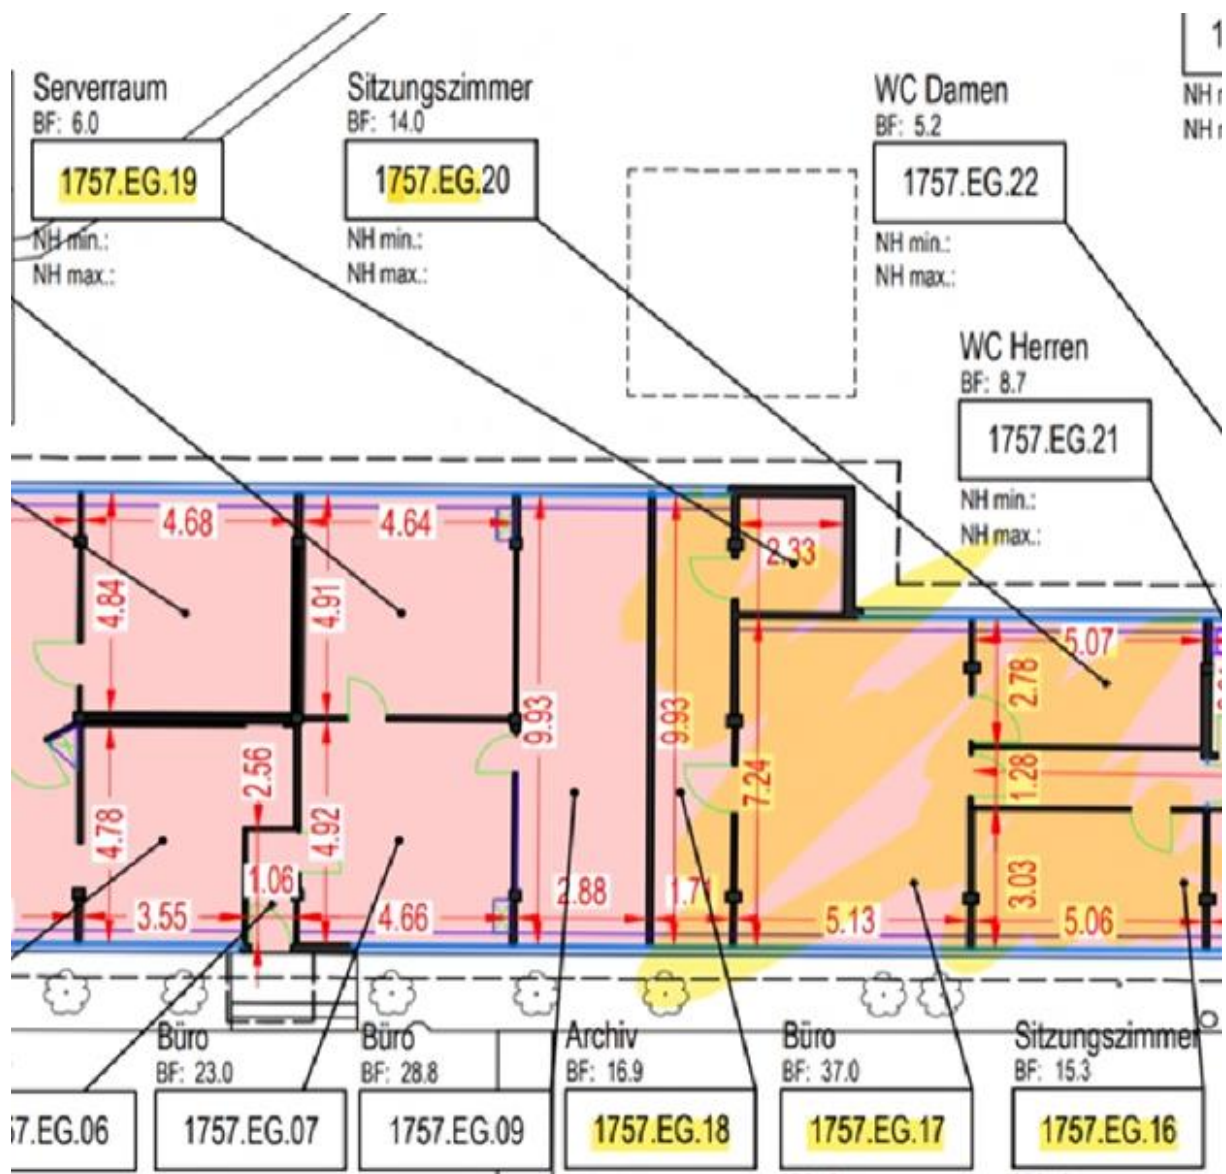 Serverraum
BF: 6.0
1757.EG.19
NH min.:
NH max.:
Sitzungszimmer
BF: 14.0
1757.EG.20
NH min.:
NH max.:
WC Damen
BF: 5.2
1757.EG.22
NH min.:
NH max.:
WC Herren
BF: 8.7
1757.EG.21
NH min.:
NH max.:
4.68
4.64
2.33
4.84
4.91
9.93
9.93
5.07
2.78
1.28
7.24
2.56
4.78
4.92
3.03
1.06
3.55
4.66
2.88
1.71
5.13
5.06
7.EG.06
Büro
BF: 23.0
1757.EG.07
Büro
BF: 28.8
1757.EG.09
Archiv
BF: 16.9
1757.EG.18
Büro
BF: 37.0
1757.EG.17
Sitzungszimmer
BF: 15.3
1757.EG.16